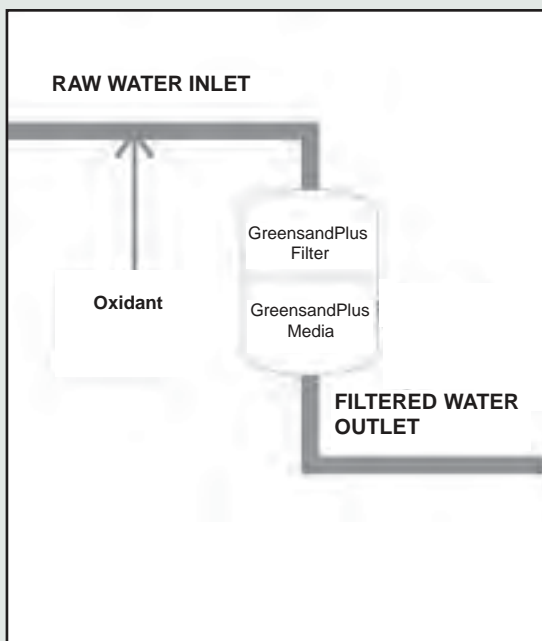 RAW WATER INLET
GreensandPlus
Filter
Oxidant
GreensandPlus
Media
FILTERED WATER
OUTLET